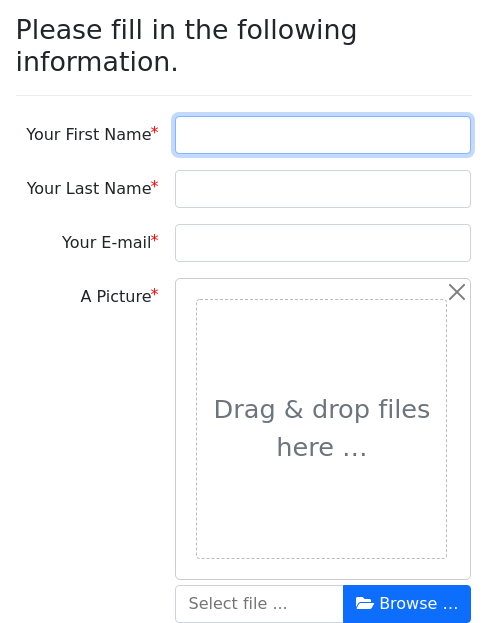 Please fill in the following
information.
Your First Name*
Your Last Name*
Your E-mail*
A Picture*
Drag & drop files
here ...
Select file ...
Browse ...